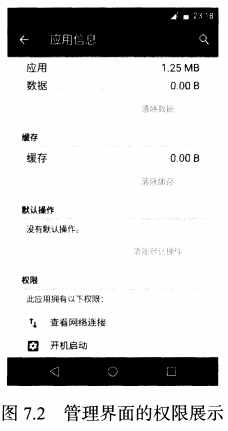 23:18
应用信息
应用 1.25 MB
数据 0.00 B
清除数据
缓存
缓存 0.00 B
清除缓存
默认操作
没有默认操作。
清除默认操作
权限
此应用拥有以下权限：
查看网络连接
开机启动
图 7.2 管理界面的权限展示